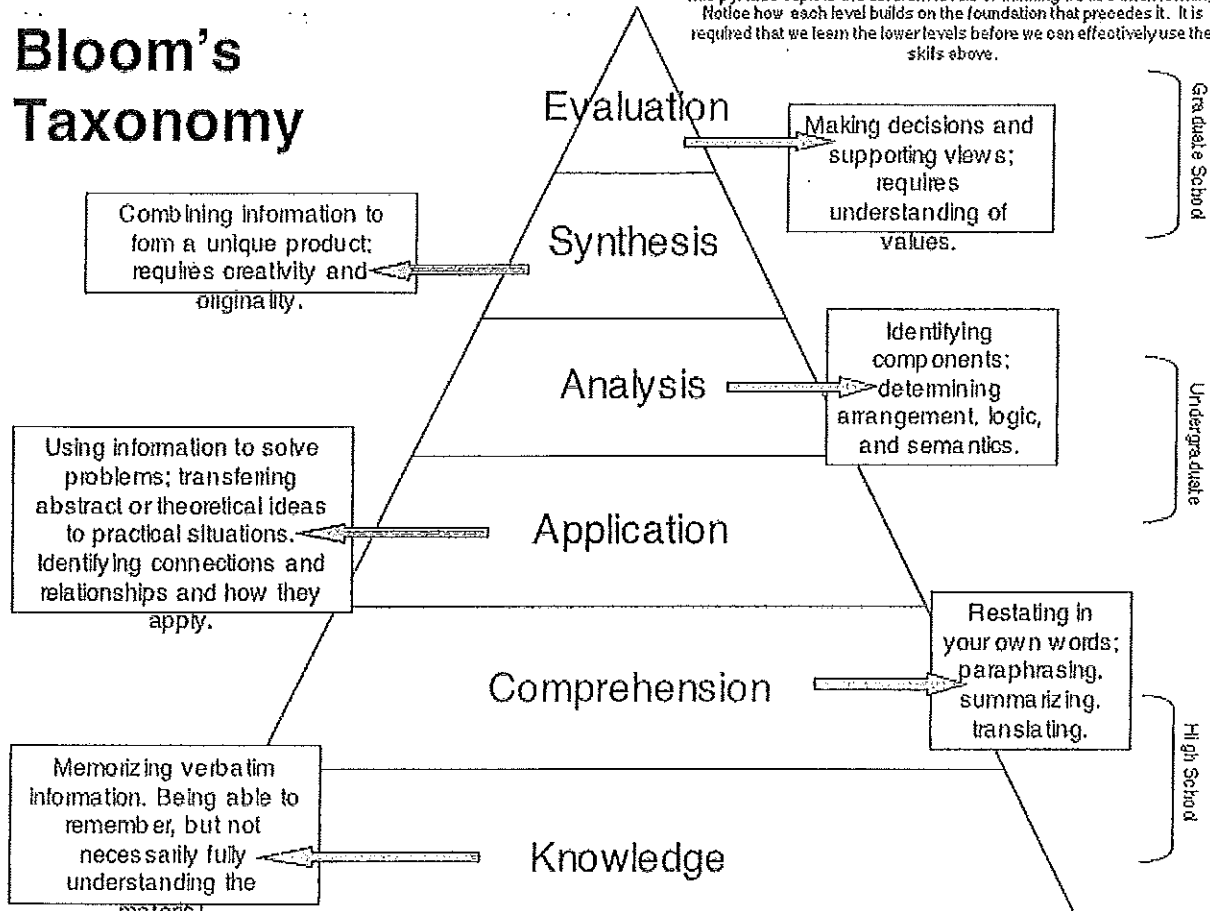 Bloom's
Taxonomy
Notice how each level builds on the foundation that precedes it. It is
required that we learn the lower levels before we can effectively use the
skills above.
Evaluation
Making decisions and
supporting views;
requires
understanding of
values.
Graduate School
Combining information to
form a unique product;
requires creativity and
originality.
Synthesis
Analysis
Identifying
components;
determining
arrangement, logic,
and semantics.
Undergraduate
Using information to solve
problems; transferring
abstract or theoretical ideas
to practical situations.
Identifying connections and
relationships and how they
apply.
Application
Comprehension
Restating in
your own words;
paraphrasing,
summarizing,
translating.
High School
Memorizing verbatim
information. Being able to
remember, but not
necessarily fully
understanding the
Knowledge